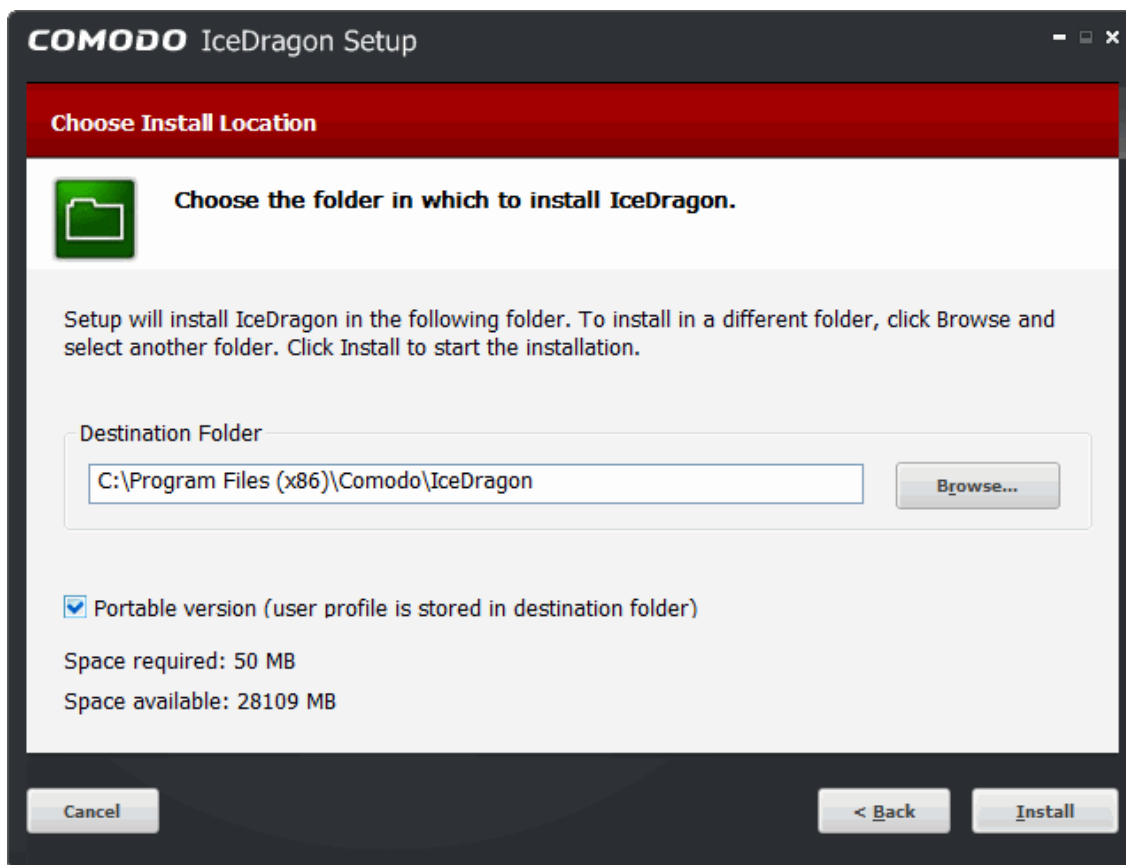 COMODO IceDragon Setup
Choose Install Location
Choose the folder in which to install IceDragon.
Setup will install IceDragon in the following folder. To install in a different folder, click Browse and
select another folder. Click Install to start the installation.
Destination Folder
C:\Program Files (x86)\Comodo\IceDragon
Browse...
Portable version (user profile is stored in destination folder)
Space required: 50 MB
Space available: 28109 MB
Cancel
< Back
Install